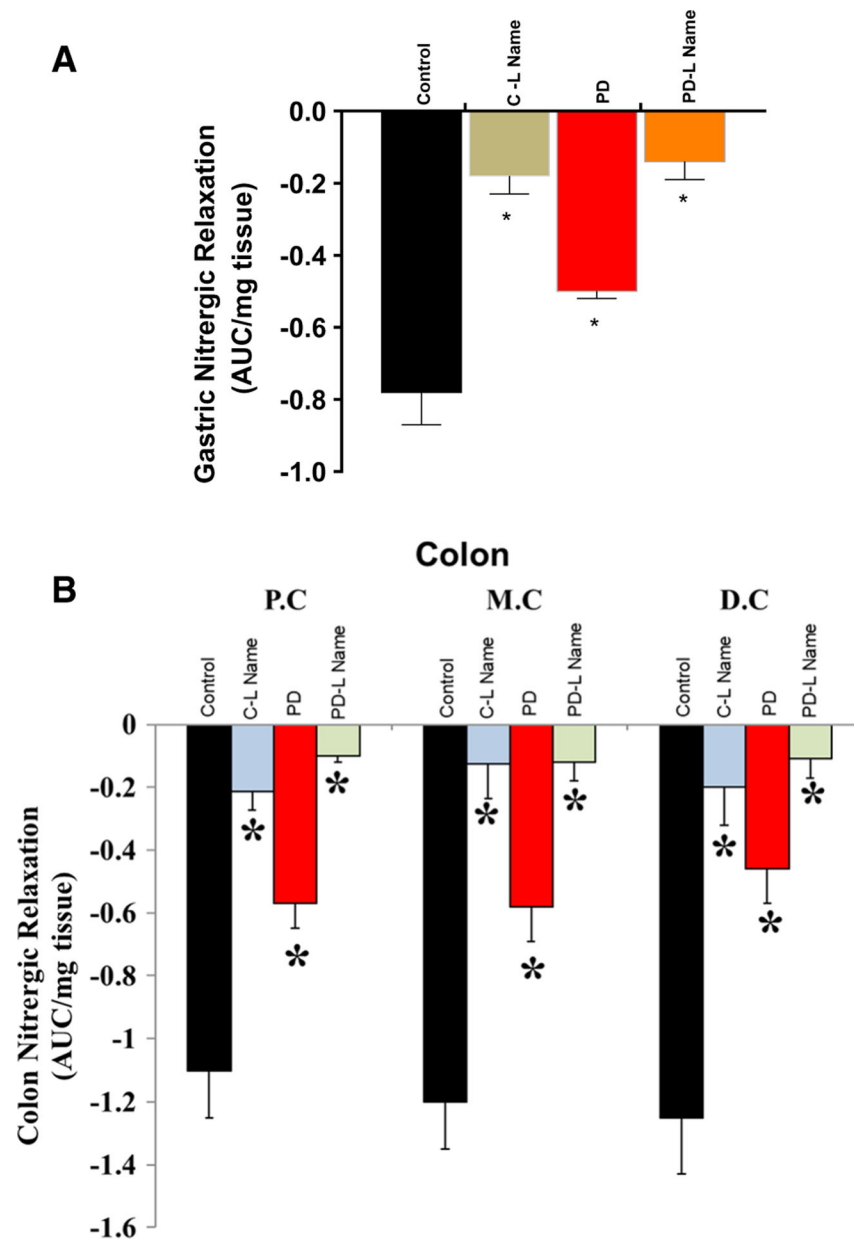 A
Control
C -L Name
PD
PD-L Name
0.0
-0.2
-0.4
-0.6
-0.8
-1.0
Gastric Nitrergic Relaxation
(AUC/mg tissue)
*
*
*
Colon
B
P.C
M.C
D.C
Control
C-L Name
PD
PD-L Name
Control
C-L Name
PD
PD-L Name
Control
C-L Name
PD
PD-L Name
0
-0.2
-0.4
-0.6
-0.8
-1
-1.2
-1.4
-1.6
Colon Nitrergic Relaxation
(AUC/mg tissue)
*
*
*
*
*
*
*
*
*